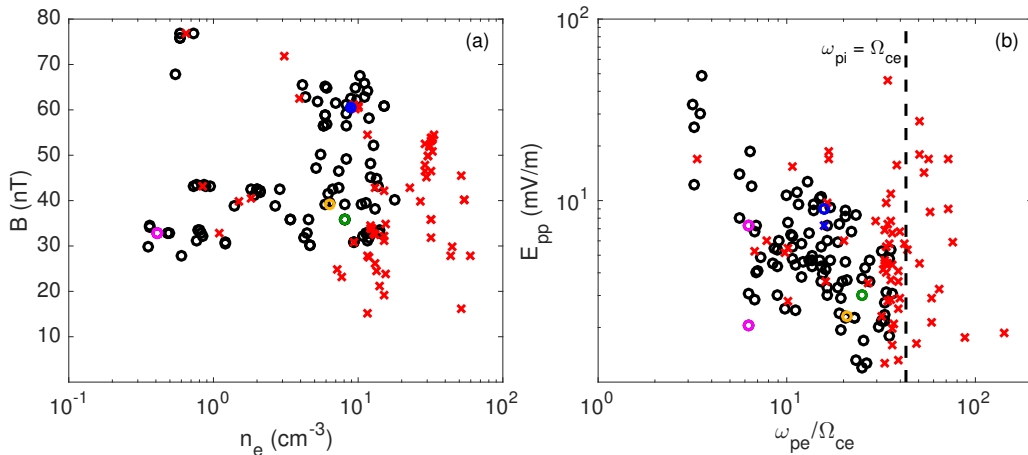 (a)
B (nT)
80
70
60
50
40
30
20
10
0
10^-1
10^0
10^1
10^2
n_e (cm^-3)
(b)
ω_pi = Ω_ce
E_pp (mV/m)
10^2
10^1
10^0
10^1
10^2
ω_pe/Ω_ce